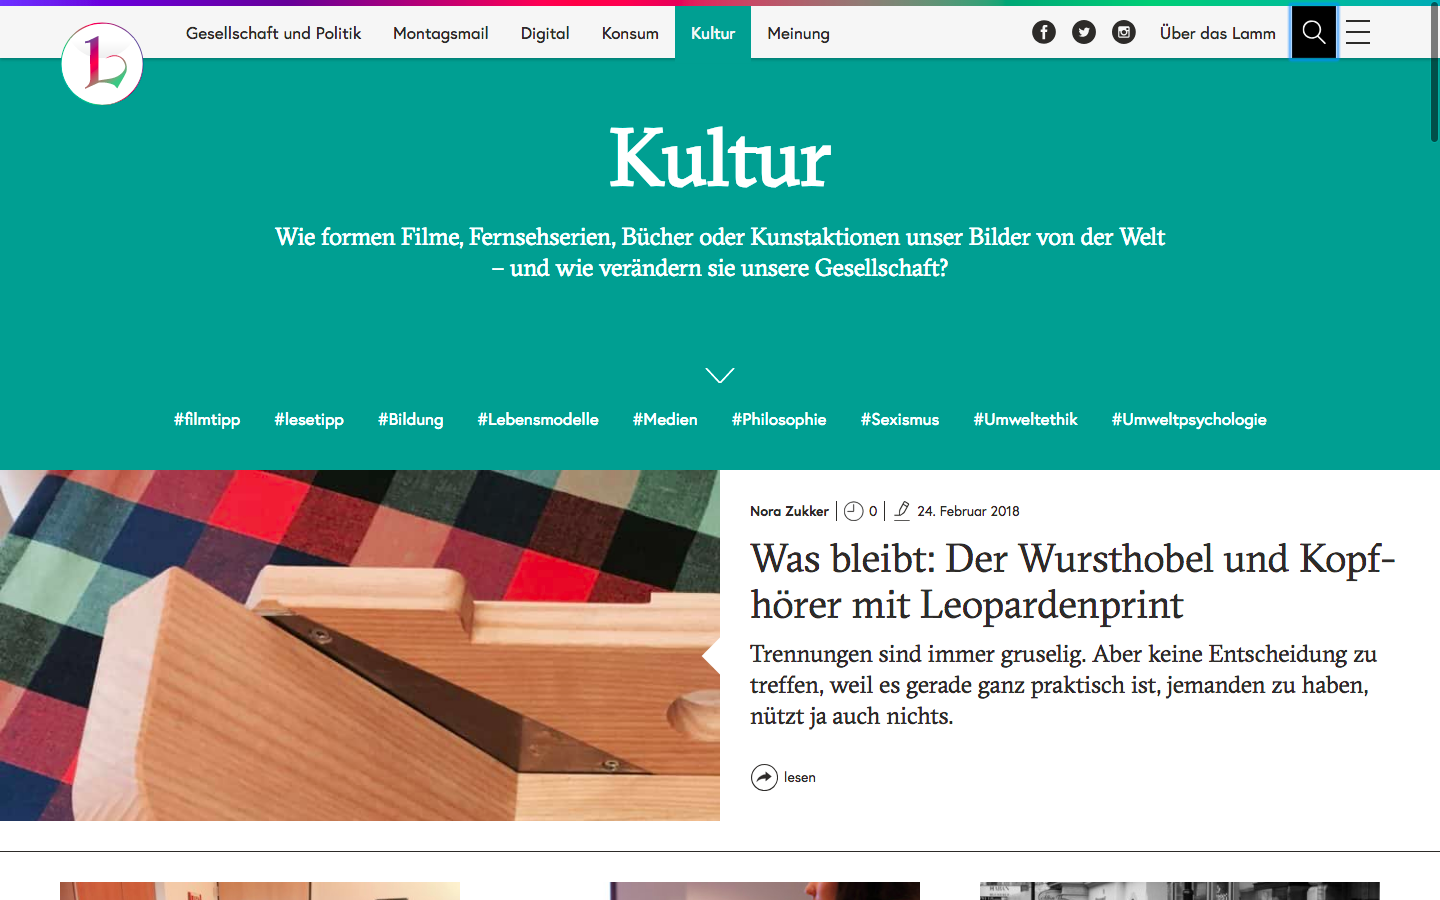 Gesellschaft und Politik Montagsmail Digital Konsum Kultur Meinung Über das Lamm
Kultur
Wie formen Filme, Fernsehserien, Bücher oder Kunstaktionen unser Bilder von der Welt
– und wie verändern sie unsere Gesellschaft?
#filmtipp #lesetipp #Bildung #Lebensmodelle #Medien #Philosophie #Sexismus #Umweltethik #Umweltpsychologie
Nora Zukker 0 24. Februar 2018
Was bleibt: Der Wursthobel und Kopf-
hörer mit Leopardenprint
Trennungen sind immer gruselig. Aber keine Entscheidung zu
treffen, weil es gerade ganz praktisch ist, jemanden zu haben,
nützt ja auch nichts.
lesen